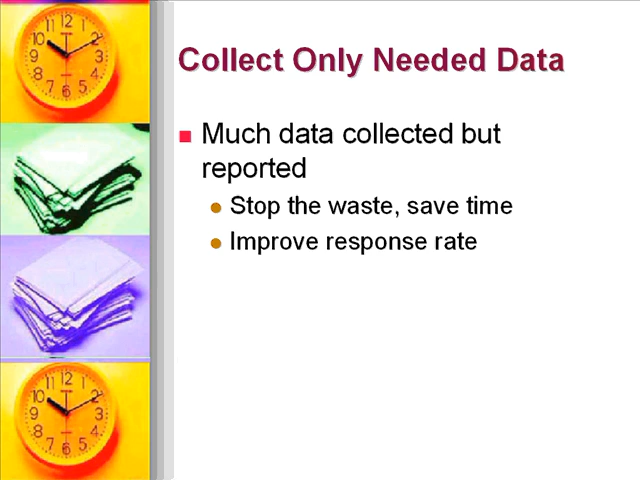 Collect Only Needed Data
Much data collected but
reported
Stop the waste, save time
Improve response rate